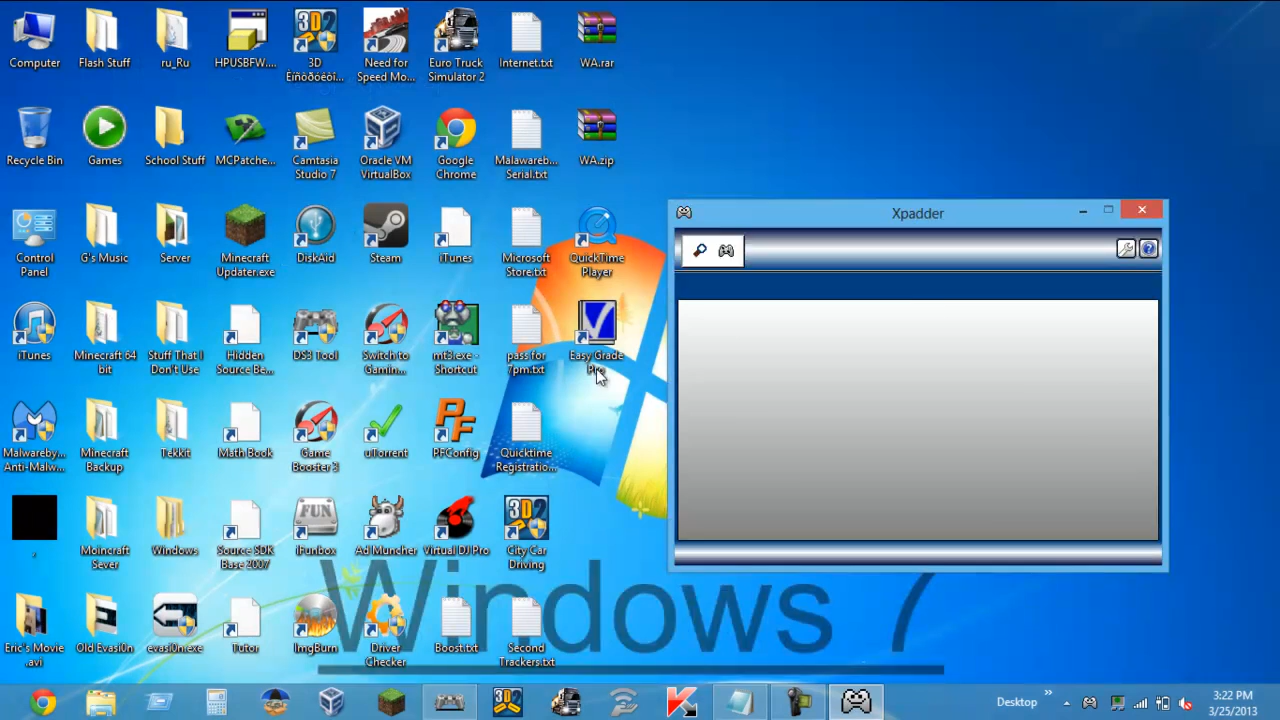 Computer
Flash Stuff
ru_Ru
HPUSBFW....
3D
Èíñòðóêòî...
Need for
Speed Mo...
Euro Truck
Simulator 2
Internet.txt
WA.rar
Recycle Bin
Games
School Stuff
MCPatche...
Camtasia
Studio 7
Oracle VM
VirtualBox
Google
Chrome
Malawareb...
Serial.txt
WA.zip
Xpadder
Control
Panel
G's Music
Server
Minecraft
Updater.exe
DiskAid
Steam
iTunes
Microsoft
Store.txt
QuickTime
Player
iTunes
Minecraft 64
bit
Stuff That I
Don't Use
Hidden
Source Be...
DS3 Tool
Switch to
Gamin...
mt3.exe -
Shortcut
pass for
7pm.txt
Easy Grade
Pro
Malwareby...
Anti-Malw...
Minecraft
Backup
Tekkit
Math Book
Game
Booster 3
uTorrent
PF
PFConfig
Quicktime
Registratio...
.
Moincraft
Sever
Windows
Source SDK
Base 2007
FUN
iFunbox
Ad Muncher
Virtual DJ Pro
3D2
City Car
Driving
Windows 7
Eric's Movie
.avi
Old Evasi0n
evasi0n.exe
Tutor
ImgBurn
Driver
Checker
Boost.txt
Second
Trackers.txt
Desktop
3:22 PM
3/25/2013